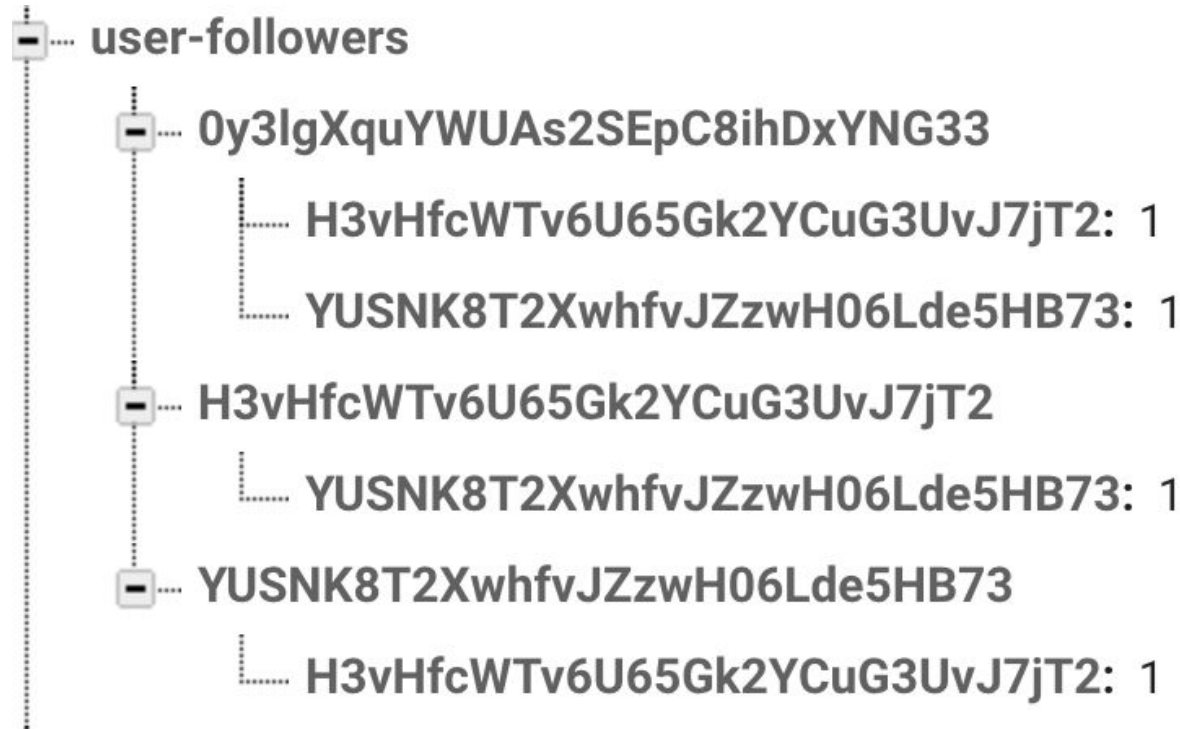 user-followers
0y3lgXquYWUAs2SEpC8ihDxYNG33
H3vHfcWTv6U65Gk2YCuG3UvJ7jT2: 1
YUSNK8T2XwhfvJZzwH06Lde5HB73: 1
H3vHfcWTv6U65Gk2YCuG3UvJ7jT2
YUSNK8T2XwhfvJZzwH06Lde5HB73: 1
YUSNK8T2XwhfvJZzwH06Lde5HB73
H3vHfcWTv6U65Gk2YCuG3UvJ7jT2: 1